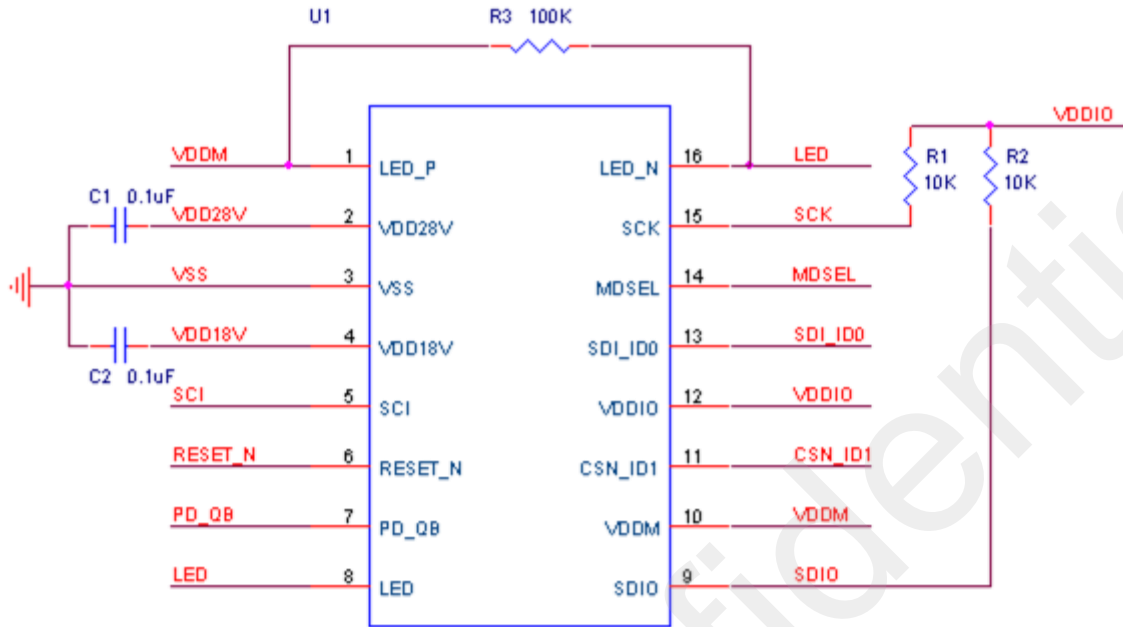 U1
R3 100K
VDDM 1 LED_P
LED_N 16 LED
VDDIO
R1 10K
R2 10K
C1 0.1uF
VDD28V 2 VDD28V
SCK 15 SCK
VSS 3 VSS
MDSEL 14 MDSEL
VDD18V 4 VDD18V
C2 0.1uF
SDI_ID0 13 SDI_ID0
SCI 5 SCI
VDDIO 12 VDDIO
RESET_N 6 RESET_N
CSN_ID1 11 CSN_ID1
PD_QB 7 PD_QB
VDDM 10 VDDM
LED 8 LED
SDIO 9 SDIO